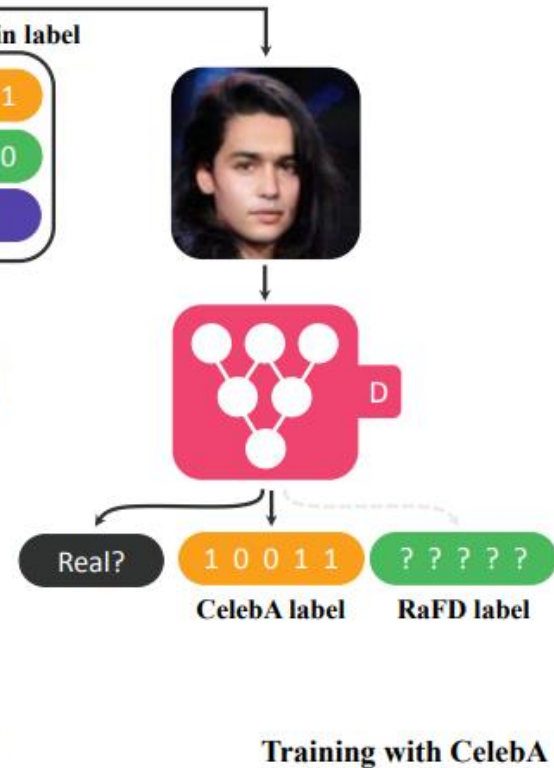 in label
1
0
D
Real?
1 0 0 1 1
? ? ? ? ?
CelebA label
RaFD label
Training with CelebA